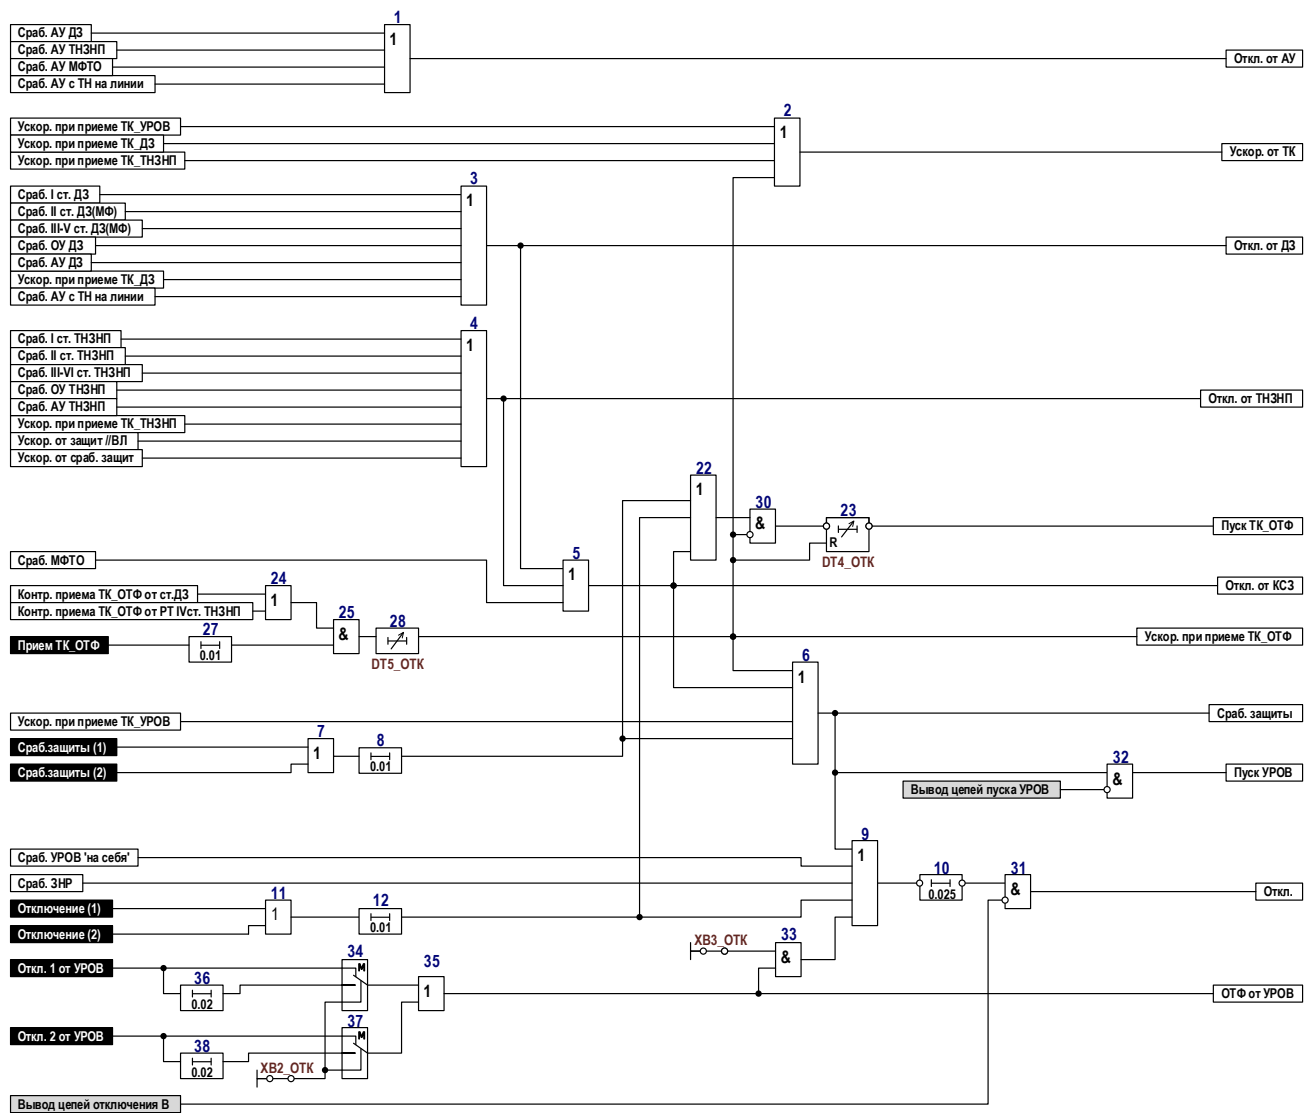 1
Сраб. АУ ДЗ
Сраб. АУ ТНЗНП
Сраб. АУ МФТО
Сраб. АУ с ТН на линии
1
Откл. от АУ
2
Ускор. при приеме ТК_УРОВ
Ускор. при приеме ТК_ДЗ
Ускор. при приеме ТК_ТНЗНП
1
Ускор. от ТК
3
Сраб. I ст. ДЗ
Сраб. II ст. ДЗ(МФ)
Сраб. III-V ст. ДЗ(МФ)
Сраб. ОУ ДЗ
Сраб. АУ ДЗ
Ускор. при приеме ТК_ДЗ
Сраб. АУ с ТН на линии
1
Откл. от ДЗ
4
Сраб. I ст. ТНЗНП
Сраб. II ст. ТНЗНП
Сраб. III-VI ст. ТНЗНП
Сраб. ОУ ТНЗНП
Сраб. АУ ТНЗНП
Ускор. при приеме ТК_ТНЗНП
Ускор. от защит //ВЛ
Ускор. от сраб. защит
1
Откл. от ТНЗНП
22
1
30
&
23
R
DT4_ОТК
Пуск ТК_ОТФ
Сраб. МФТО
5
1
Откл. от КСЗ
24
Контр. приема ТК_ОТФ от ст.ДЗ
Контр. приема ТК_ОТФ от РТ IVст. ТНЗНП
1
25
&
28
DT5_ОТК
27
Прием ТК_ОТФ
0.01
Ускор. при приеме ТК_ОТФ
6
1
Ускор. при приеме ТК_УРОВ
Сраб. защиты
7
Сраб.защиты (1)
Сраб.защиты (2)
1
8
0.01
32
&
Вывод цепей пуска УРОВ
Пуск УРОВ
9
1
Сраб. УРОВ 'на себя'
Сраб. ЗНР
10
0.025
31
&
Откл.
11
Отключение (1)
Отключение (2)
1
12
0.01
XB3_ОТК
33
&
Откл. 1 от УРОВ
36
0.02
34
М
35
1
ОТФ от УРОВ
Откл. 2 от УРОВ
38
0.02
37
М
XB2_ОТК
Вывод цепей отключения В